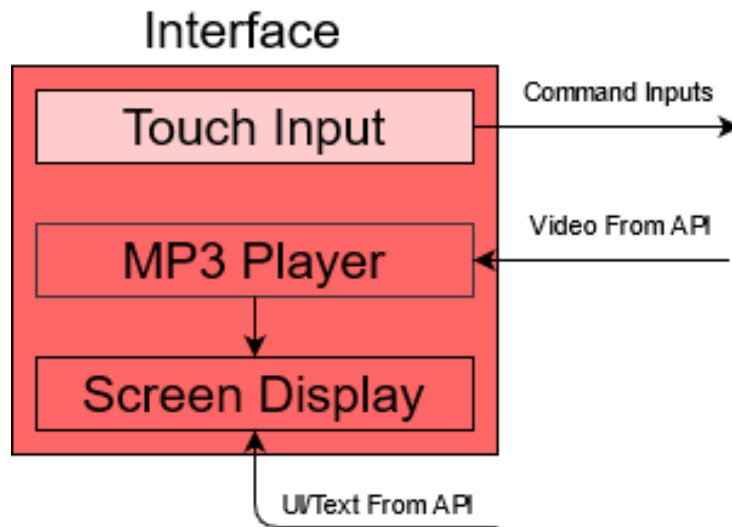 Interface
Touch Input
Command Inputs
Video From API
MP3 Player
Screen Display
UI/Text From API